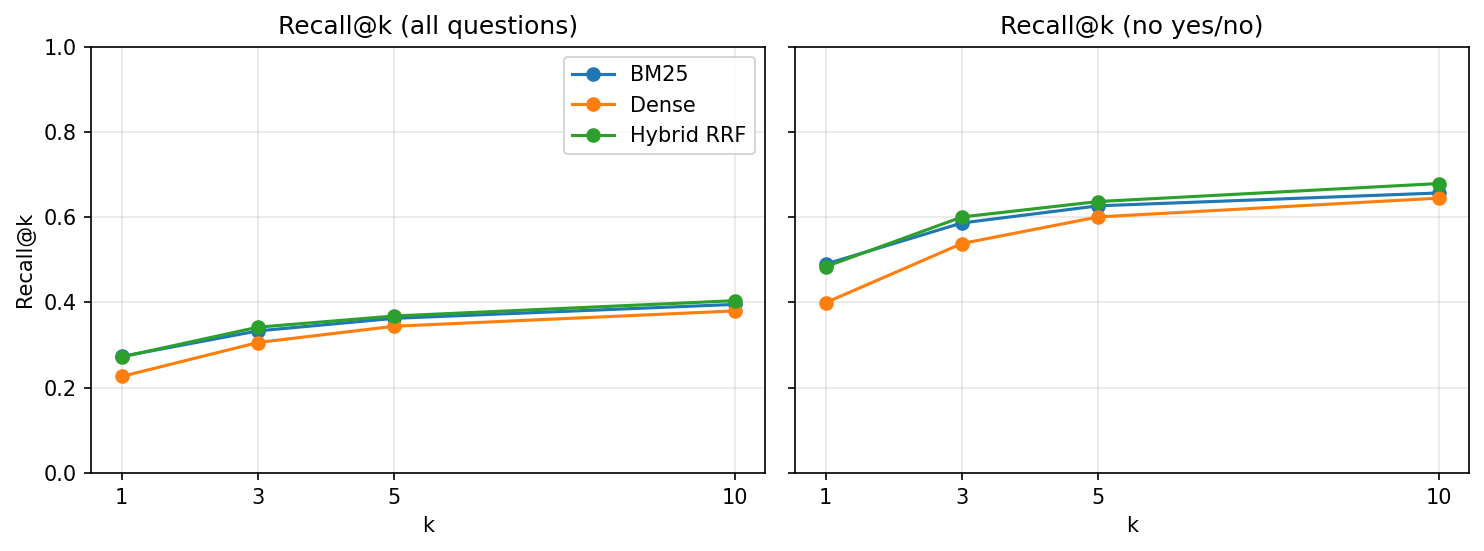 Recall@k (all questions)
Recall@k (no yes/no)
1.0
0.8
0.6
0.4
0.2
0.0
Recall@k
BM25
Dense
Hybrid RRF
1 3 5 10
1 3 5 10
k
k